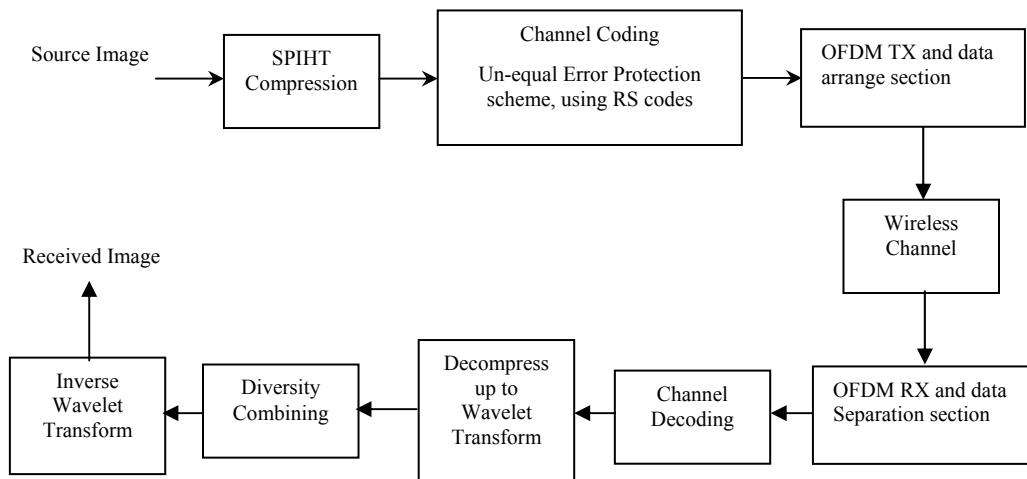 Source Image
SPIHT
Compression
Channel Coding
Un-equal Error Protection
scheme, using RS codes
OFDM TX and data
arrange section
Wireless
Channel
OFDM RX and data
Separation section
Channel
Decoding
Decompress
up to
Wavelet
Transform
Diversity
Combining
Inverse
Wavelet
Transform
Received Image